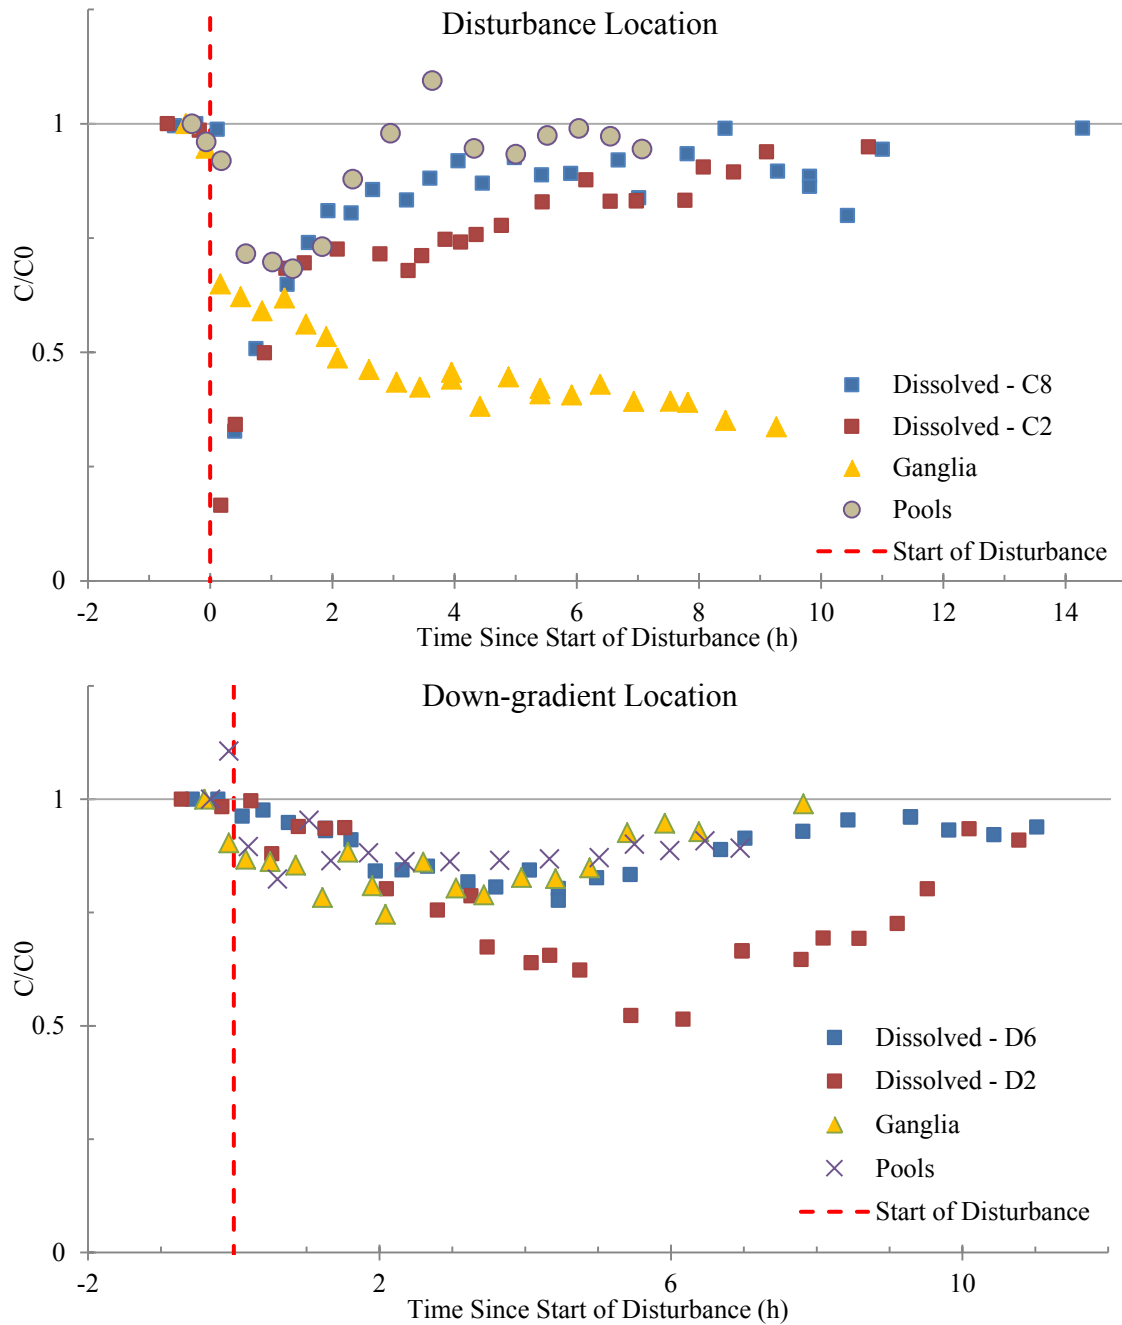 Disturbance Location
1
0.5
0
C/C0
Dissolved - C8
Dissolved - C2
Ganglia
Pools
Start of Disturbance
-2 0 2 4 6 8 10 12 14
Time Since Start of Disturbance (h)
Down-gradient Location
1
0.5
0
C/C0
Dissolved - D6
Dissolved - D2
Ganglia
Pools
Start of Disturbance
-2 2 6 10
Time Since Start of Disturbance (h)